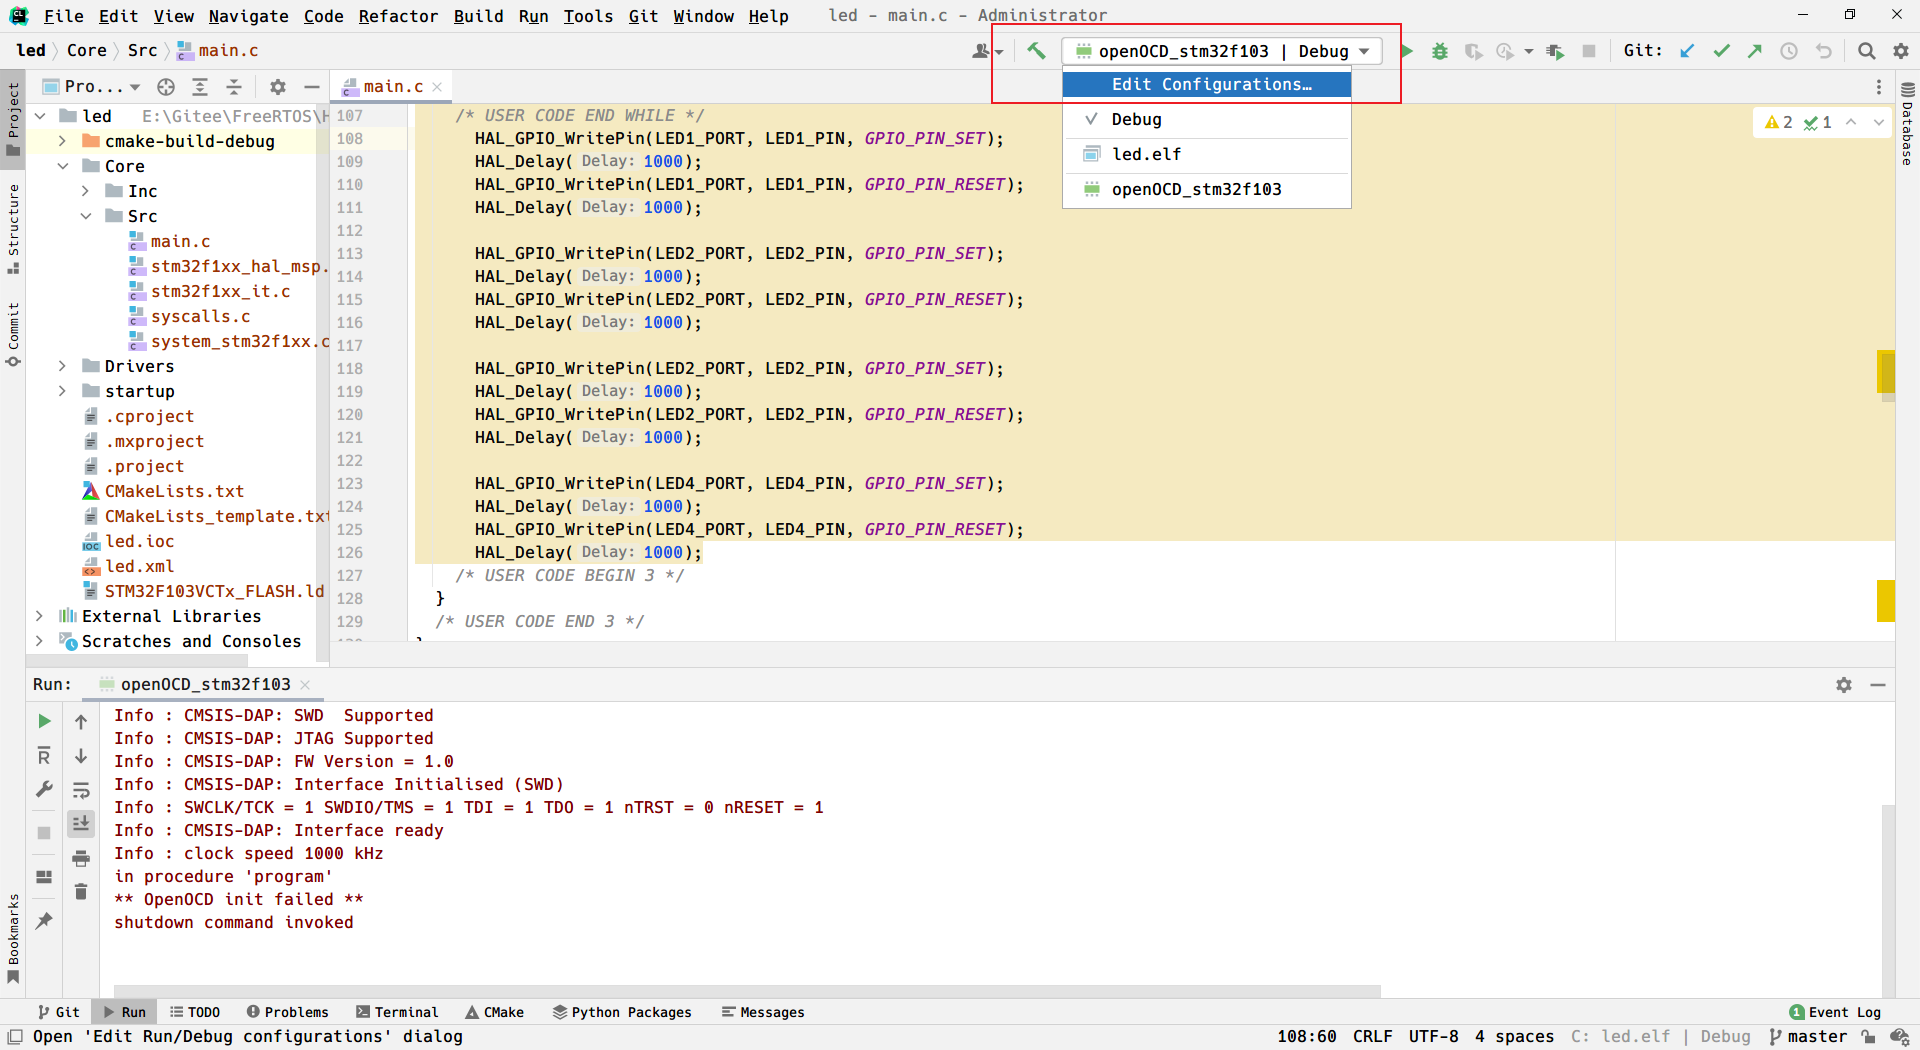 File Edit View Navigate Code Refactor Build Run Tools Git Window Help led - main.c - Administrator
led Core Src main.c openOCD_stm32f103 | Debug Git:
Pro... main.c
Edit Configurations...
Debug
led.elf
openOCD_stm32f103
Project
Structure
Commit
Bookmarks
Database
led E:\Gitee\FreeRTOS\H
cmake-build-debug
Core
Inc
Src
main.c
stm32f1xx_hal_msp.
stm32f1xx_it.c
syscalls.c
system_stm32f1xx.c
Drivers
startup
.cproject
.mxproject
.project
CMakeLists.txt
CMakeLists_template.txt
led.ioc
led.xml
STM32F103VCTx_FLASH.ld
External Libraries
Scratches and Consoles
2 1
107 /* USER CODE END WHILE */
108 HAL_GPIO_WritePin(LED1_PORT, LED1_PIN, GPIO_PIN_SET);
109 HAL_Delay( Delay: 1000);
110 HAL_GPIO_WritePin(LED1_PORT, LED1_PIN, GPIO_PIN_RESET);
111 HAL_Delay( Delay: 1000);
112
113 HAL_GPIO_WritePin(LED2_PORT, LED2_PIN, GPIO_PIN_SET);
114 HAL_Delay( Delay: 1000);
115 HAL_GPIO_WritePin(LED2_PORT, LED2_PIN, GPIO_PIN_RESET);
116 HAL_Delay( Delay: 1000);
117
118 HAL_GPIO_WritePin(LED2_PORT, LED2_PIN, GPIO_PIN_SET);
119 HAL_Delay( Delay: 1000);
120 HAL_GPIO_WritePin(LED2_PORT, LED2_PIN, GPIO_PIN_RESET);
121 HAL_Delay( Delay: 1000);
122
123 HAL_GPIO_WritePin(LED4_PORT, LED4_PIN, GPIO_PIN_SET);
124 HAL_Delay( Delay: 1000);
125 HAL_GPIO_WritePin(LED4_PORT, LED4_PIN, GPIO_PIN_RESET);
126 HAL_Delay( Delay: 1000);
127 /* USER CODE BEGIN 3 */
128 }
129 /* USER CODE END 3 */
Run: openOCD_stm32f103
Info : CMSIS-DAP: SWD Supported
Info : CMSIS-DAP: JTAG Supported
Info : CMSIS-DAP: FW Version = 1.0
Info : CMSIS-DAP: Interface Initialised (SWD)
Info : SWCLK/TCK = 1 SWDIO/TMS = 1 TDI = 1 TDO = 1 nTRST = 0 nRESET = 1
Info : CMSIS-DAP: Interface ready
Info : clock speed 1000 kHz
in procedure 'program'
** OpenOCD init failed **
shutdown command invoked
Git Run TODO Problems Terminal CMake Python Packages Messages 1 Event Log
Open 'Edit Run/Debug configurations' dialog 108:60 CRLF UTF-8 4 spaces C: led.elf | Debug master